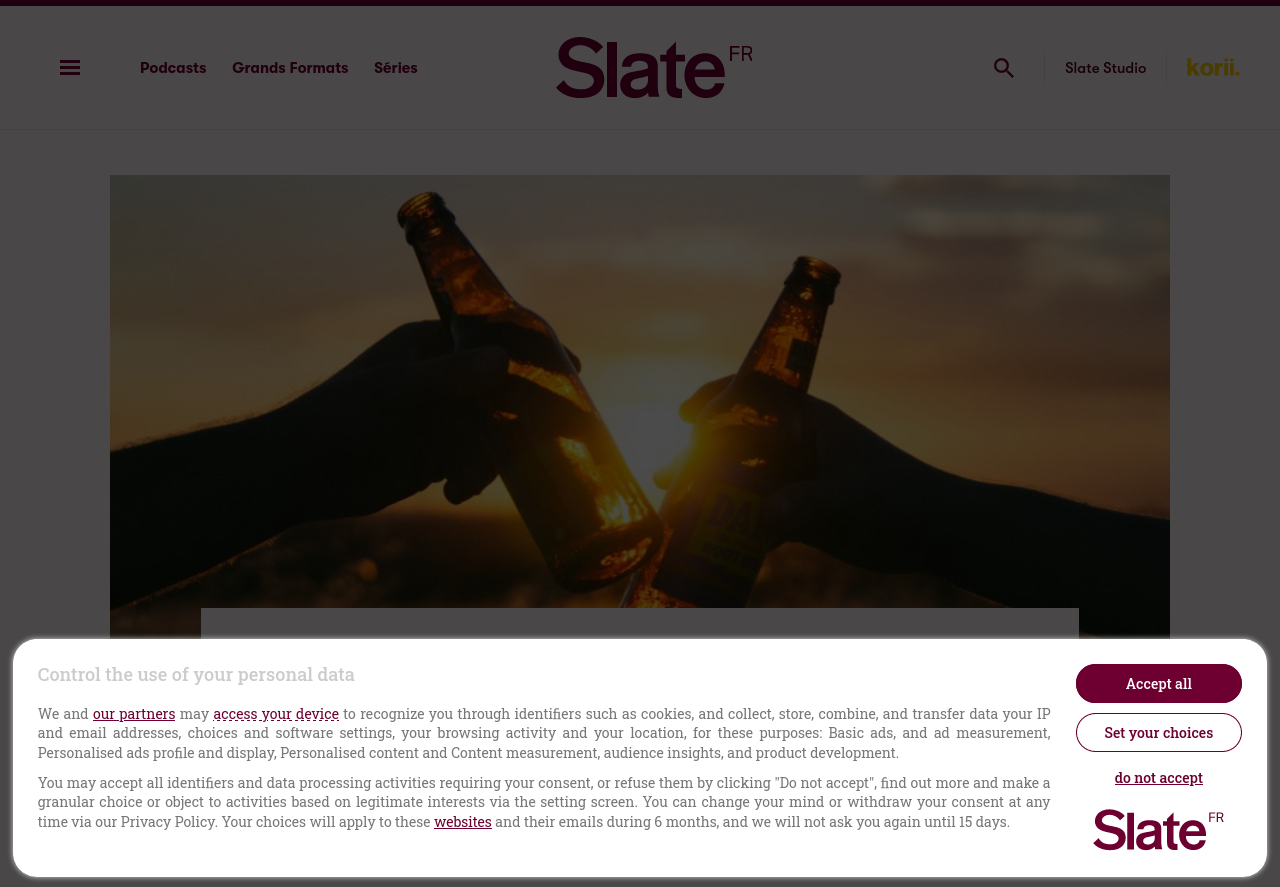 Podcasts Grands Formats Séries Slate FR Slate Studio korii.
DA
Control the use of your personal data
We and our partners may access your device to recognize you through identifiers such as cookies, and collect, store, combine, and transfer data your IP
and email addresses, choices and software settings, your browsing activity and your location, for these purposes: Basic ads, and ad measurement,
Personalised ads profile and display, Personalised content and Content measurement, audience insights, and product development.
You may accept all identifiers and data processing activities requiring your consent, or refuse them by clicking "Do not accept", find out more and make a
granular choice or object to activities based on legitimate interests via the setting screen. You can change your mind or withdraw your consent at any
time via our Privacy Policy. Your choices will apply to these websites and their emails during 6 months, and we will not ask you again until 15 days.
Accept all
Set your choices
do not accept
Slate FR